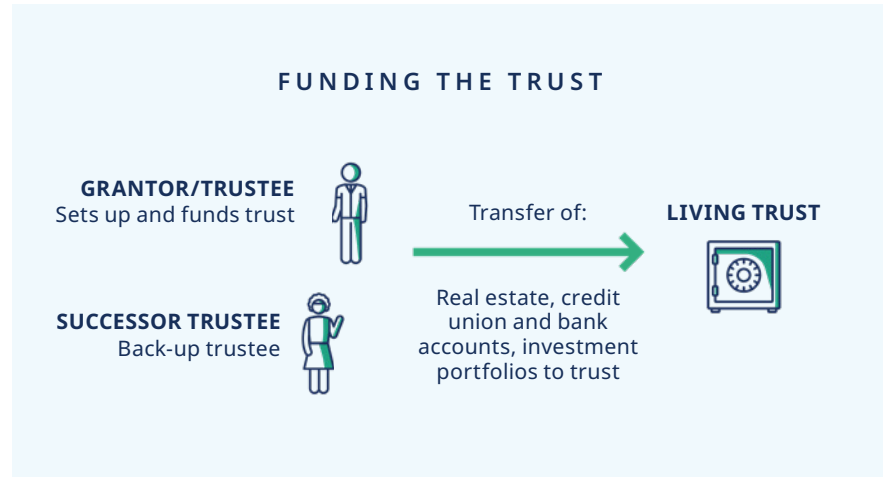 FUNDING THE TRUST
GRANTOR/TRUSTEE
Sets up and funds trust
SUCCESSOR TRUSTEE
Back-up trustee
Transfer of:
Real estate, credit
union and bank
accounts, investment
portfolios to trust
LIVING TRUST